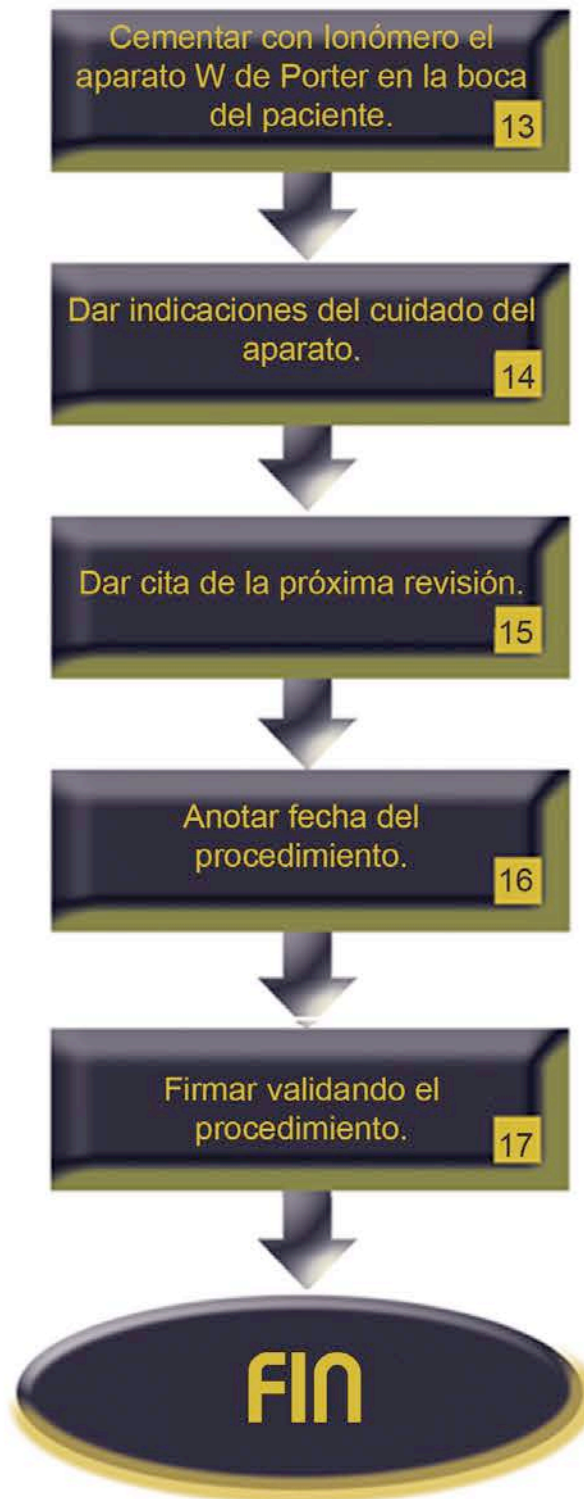 Cementar con Ionómero el
aparato W de Porter en la boca
del paciente.
13
Dar indicaciones del cuidado del
aparato.
14
Dar cita de la próxima revisión.
15
Anotar fecha del
procedimiento.
16
Firmar validando el
procedimiento.
17
FIN